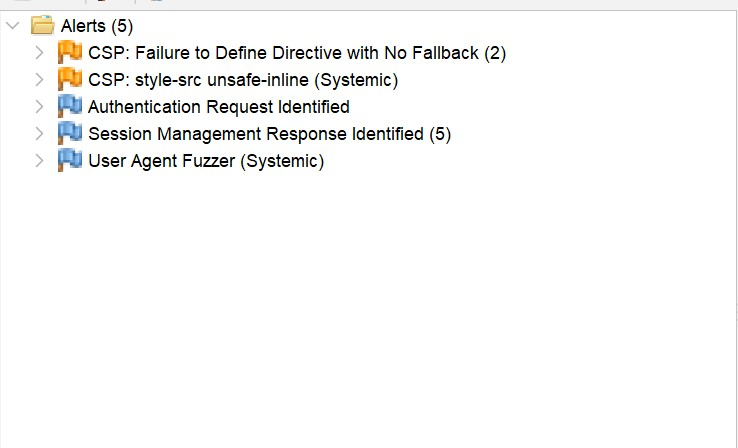 Alerts (5)
CSP: Failure to Define Directive with No Fallback (2)
CSP: style-src unsafe-inline (Systemic)
Authentication Request Identified
Session Management Response Identified (5)
User Agent Fuzzer (Systemic)